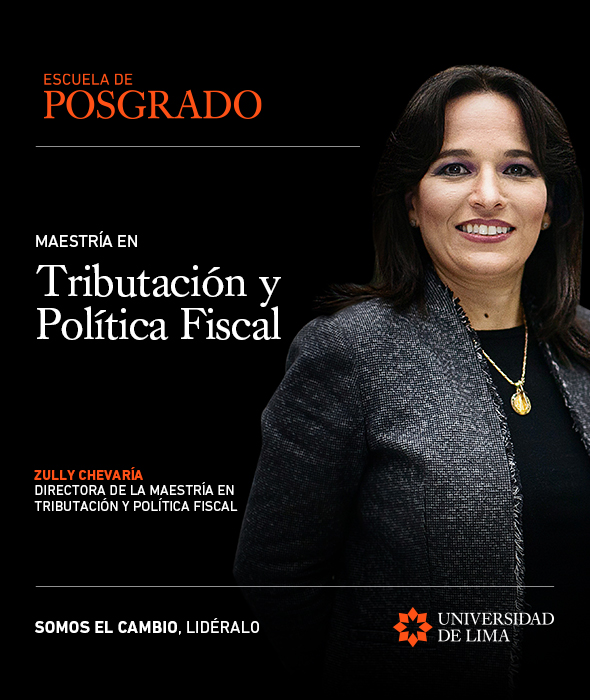 ESCUELA DE
POSGRADO
MAESTRÍA EN
Tributación y
Política Fiscal
ZULLY CHEVARÍA
DIRECTORA DE LA MAESTRÍA EN
TRIBUTACIÓN Y POLÍTICA FISCAL
SOMOS EL CAMBIO, LIDÉRALO
UNIVERSIDAD
DE LIMA